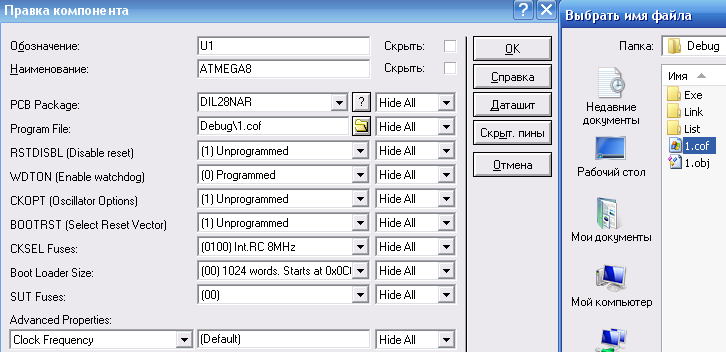 Правка компонента
Обозначение: U1 Скрыть:
Наименование: ATMEGA8 Скрыть:
PCB Package: DIL28NAR ? Hide All
Program File: Debug\1.cof Hide All
RSTDISBL (Disable reset) (1) Unprogrammed Hide All
WDTON (Enable watchdog) (0) Programmed Hide All
CKOPT (Oscillator Options) (1) Unprogrammed Hide All
BOOTRST (Select Reset Vector) (1) Unprogrammed Hide All
CKSEL Fuses: (0100) Int.RC 8MHz Hide All
Boot Loader Size: (00) 1024 words. Starts at 0x0C Hide All
SUT Fuses: (00) Hide All
Advanced Properties:
Clock Frequency (Default) Hide All
OK
Справка
Даташит
Скрыт. пины
Отмена
Выбрать имя файла
Папка: Debug
Недавние
документы
Рабочий стол
Мои документы
Мой компьютер
Имя
Exe
Link
List
1.cof
1.obj